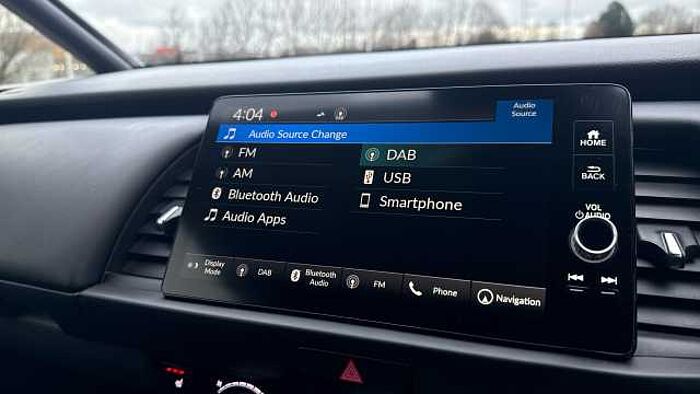 4:04
Audio
Source
Audio Source Change
FM
DAB
AM
USB
Bluetooth Audio
Smartphone
Audio Apps
Display
Mode
DAB
Bluetooth
Audio
FM
Phone
Navigation
HOME
BACK
VOL
AUDIO